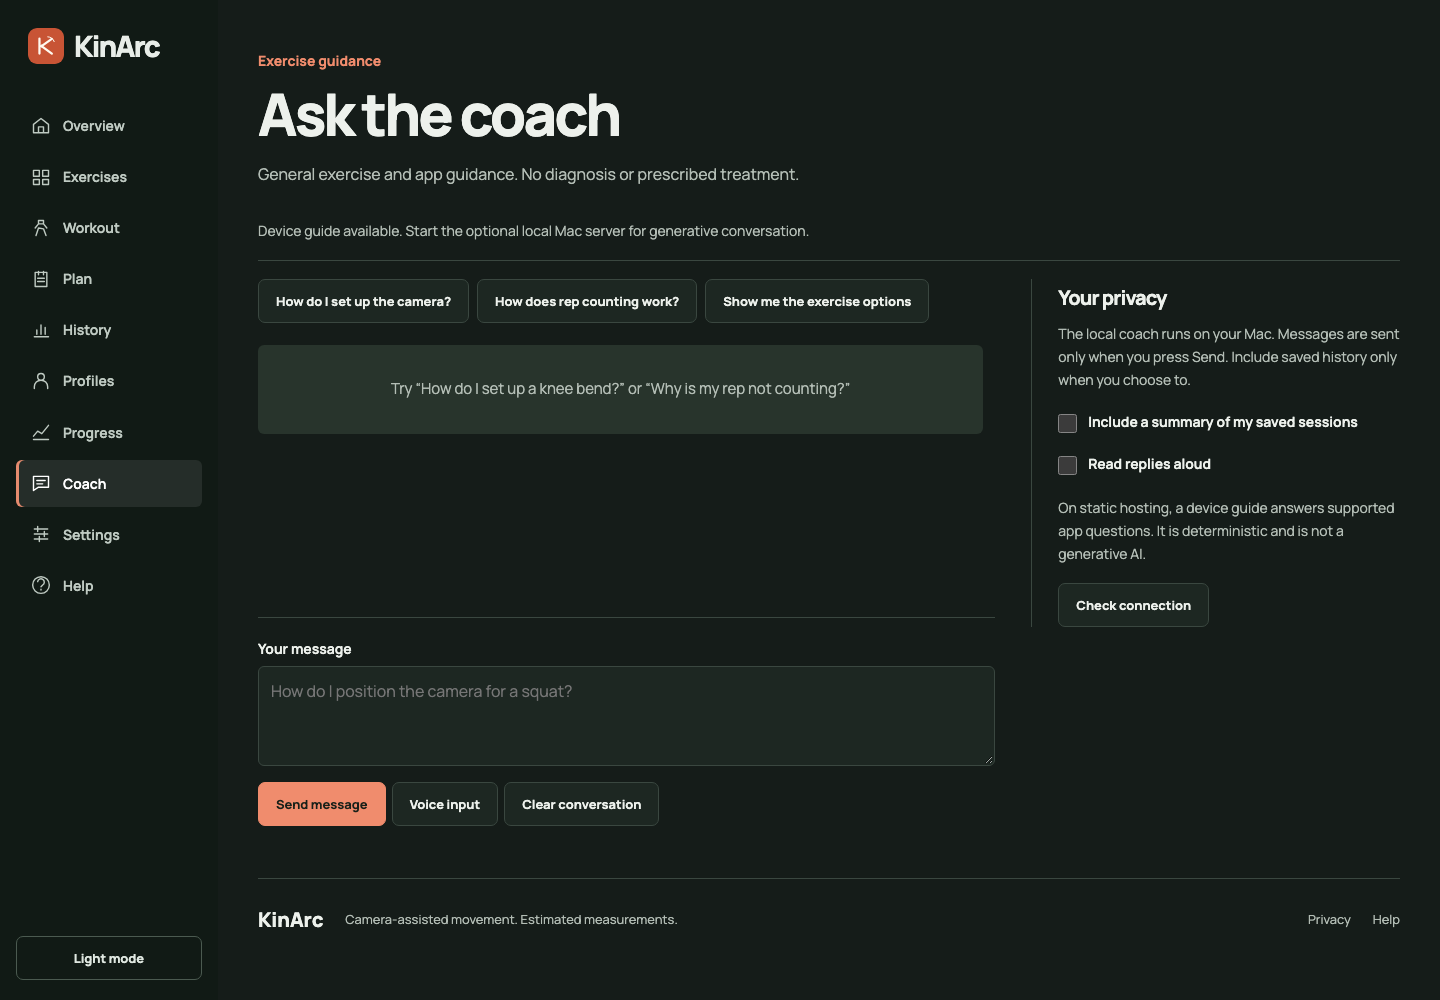 KinArc
Overview
Exercises
Workout
Plan
History
Profiles
Progress
Coach
Settings
Help
Light mode
Exercise guidance
Ask the coach
General exercise and app guidance. No diagnosis or prescribed treatment.
Device guide available. Start the optional local Mac server for generative conversation.
How do I set up the camera?
How does rep counting work?
Show me the exercise options
Try “How do I set up a knee bend?” or “Why is my rep not counting?”
Your message
How do I position the camera for a squat?
Send message
Voice input
Clear conversation
Your privacy
The local coach runs on your Mac. Messages are sent
only when you press Send. Include saved history only
when you choose to.
Include a summary of my saved sessions
Read replies aloud
On static hosting, a device guide answers supported
app questions. It is deterministic and is not a
generative AI.
Check connection
KinArc
Camera-assisted movement. Estimated measurements.
Privacy
Help